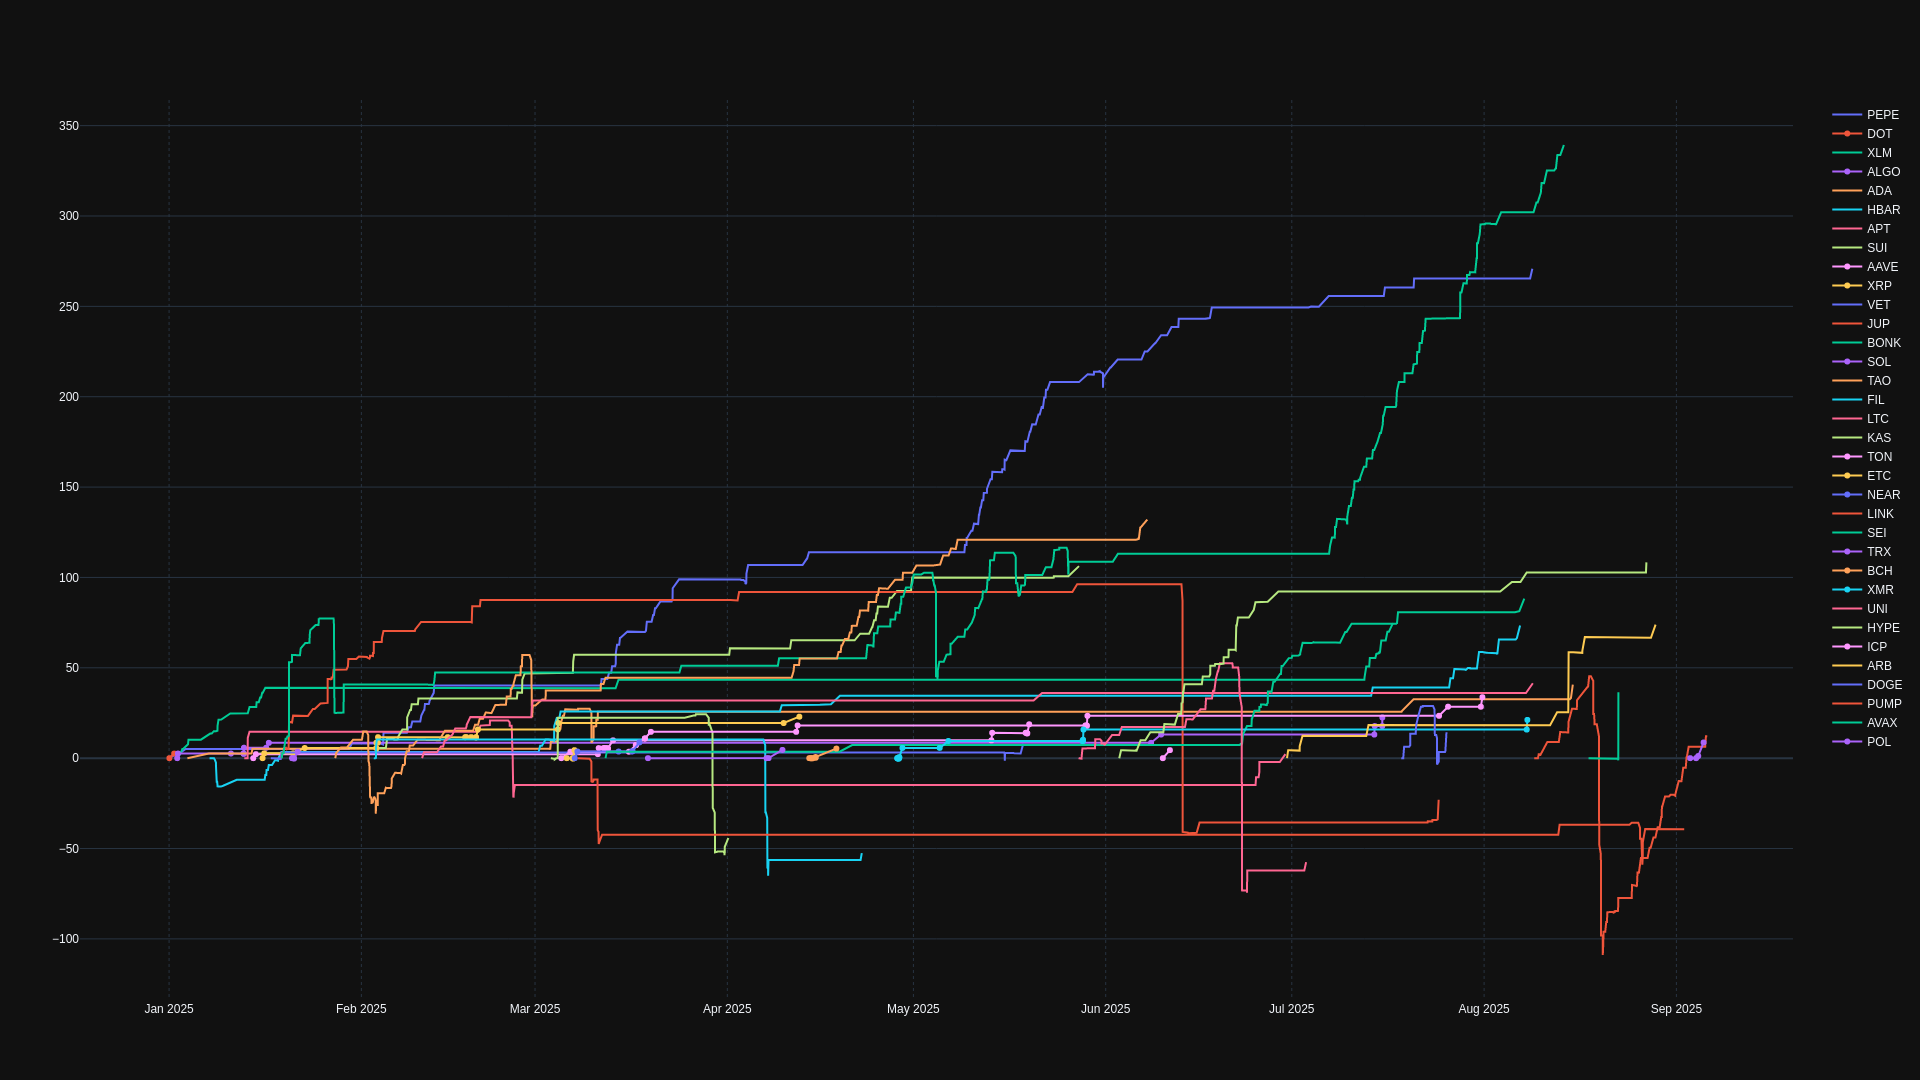 350
300
250
200
150
100
50
0
−50
−100
Jan 2025
Feb 2025
Mar 2025
Apr 2025
May 2025
Jun 2025
Jul 2025
Aug 2025
Sep 2025
PEPE
DOT
XLM
ALGO
ADA
HBAR
APT
SUI
AAVE
XRP
VET
JUP
BONK
SOL
TAO
FIL
LTC
KAS
TON
ETC
NEAR
LINK
SEI
TRX
BCH
XMR
UNI
HYPE
ICP
ARB
DOGE
PUMP
AVAX
POL